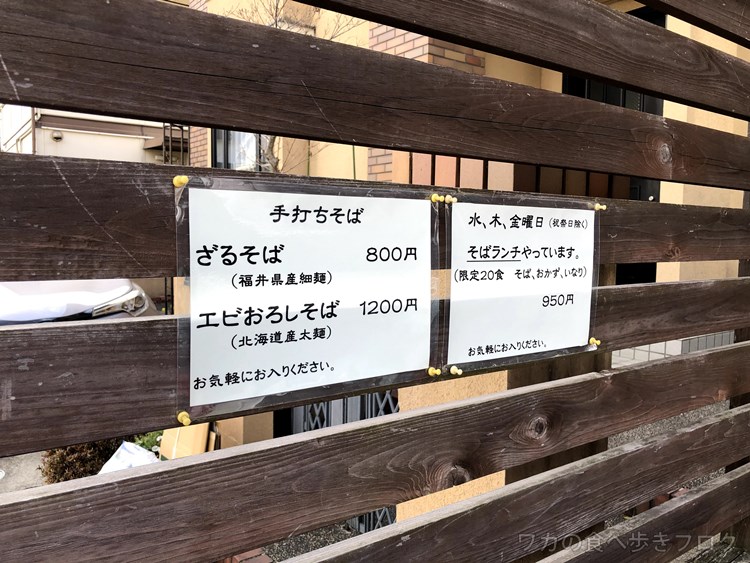 手打ちそば
ざるそば 800円
(福井県産細麺)
エビおろしそば 1200円
(北海道産太麺)
お気軽にお入りください。
水、木、金曜日(祝祭日除く)
そばランチやっています。
(限定20食 そば、おかず、いなり)
950円
お気軽にお入りください。
ワカの食べ歩きブログ